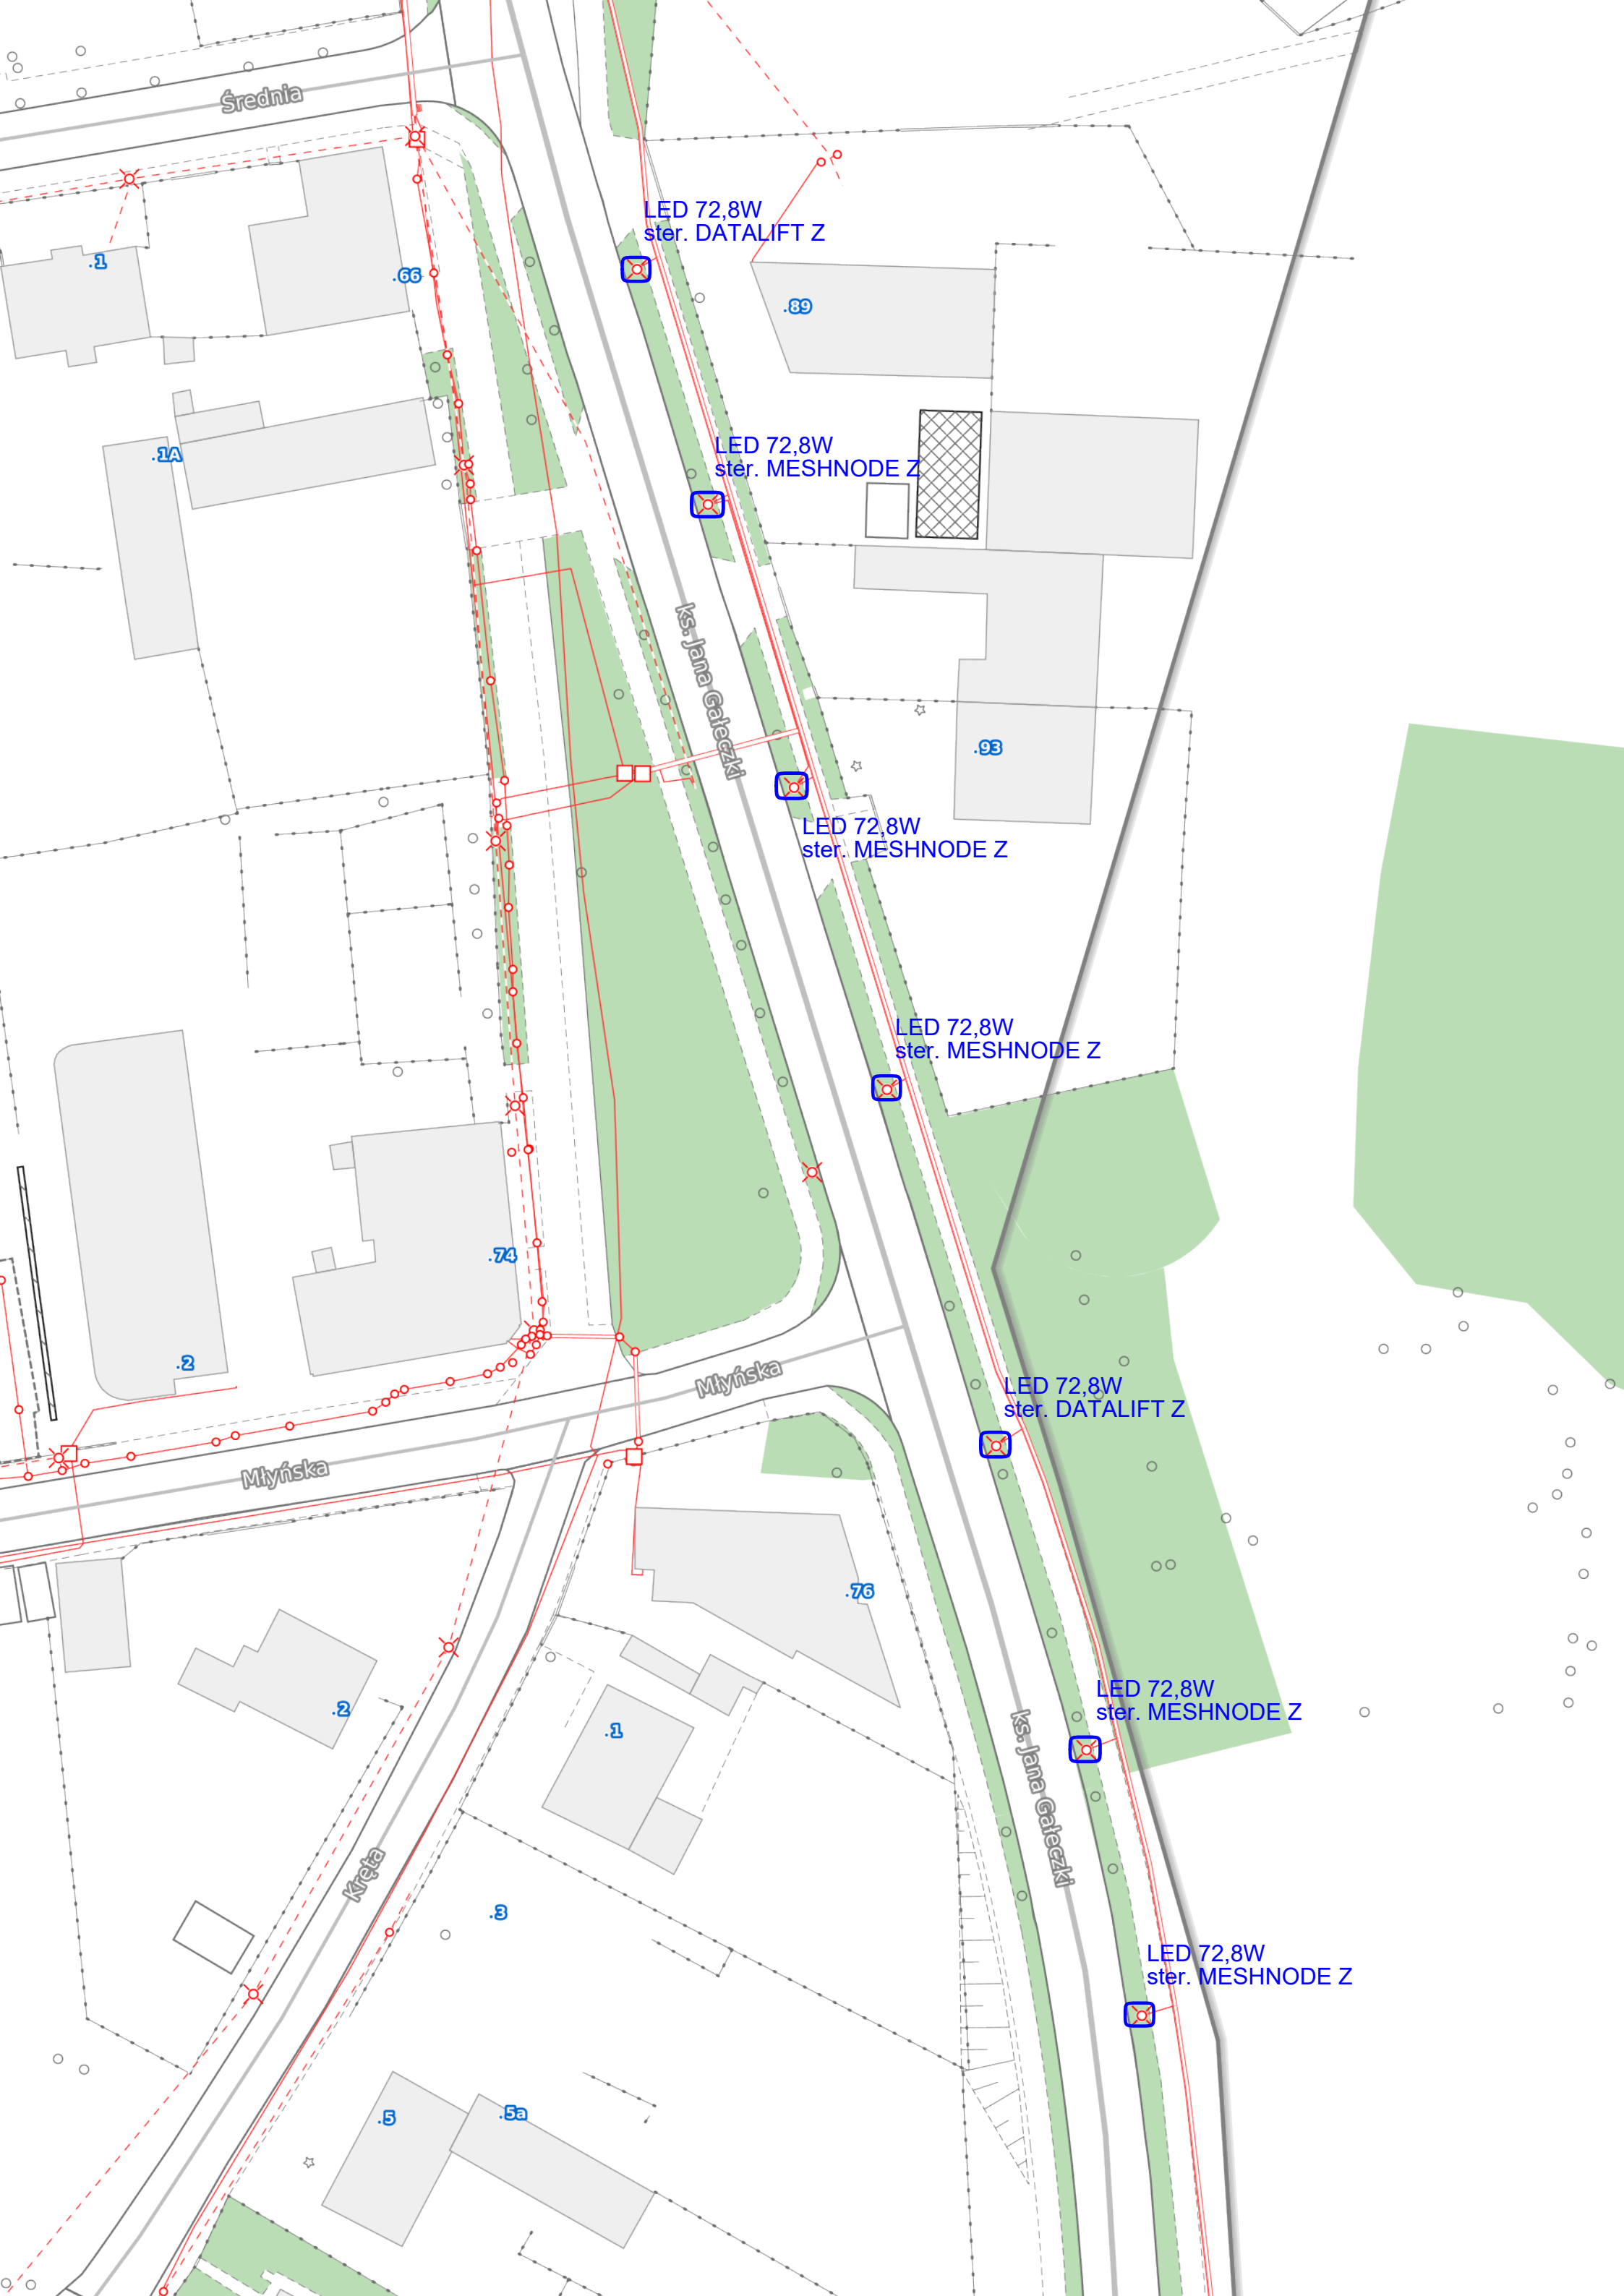 Średnia
LED 72,8W
ster. DATALIFT Z
.1
.66
.89
LED 72,8W
ster. MESHNODE Z
.1A
ks. Jana Gałeczki
.93
LED 72,8W
ster. MESHNODE Z
LED 72,8W
ster. MESHNODE Z
.74
.2
Młyńska
LED 72,8W
ster. DATALIFT Z
Młyńska
.76
LED 72,8W
ster. MESHNODE Z
.2
.1
ks. Jana Gałeczki
Kręta
.3
LED 72,8W
ster. MESHNODE Z
.5
.5a